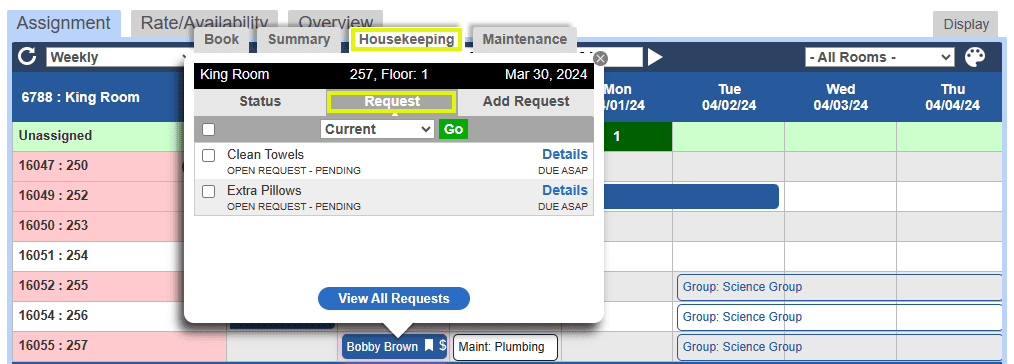 Assignment
Rate/Availability
Overview
Display
Book
Summary
Housekeeping
Maintenance
Weekly
- All Rooms -
King Room 257, Floor: 1 Mar 30, 2024
Status Request Add Request
Current Go
Clean Towels Details
OPEN REQUEST - PENDING DUE ASAP
Extra Pillows Details
OPEN REQUEST - PENDING DUE ASAP
View All Requests
6788 : King Room
Mon
/01/24
Tue
04/02/24
Wed
04/03/24
Thu
04/04/24
Unassigned 1
16047 : 250
16049 : 252
16050 : 253
16051 : 254
16052 : 255 Group: Science Group
16054 : 256 Group: Science Group
16055 : 257 Bobby Brown $ Maint: Plumbing Group: Science Group